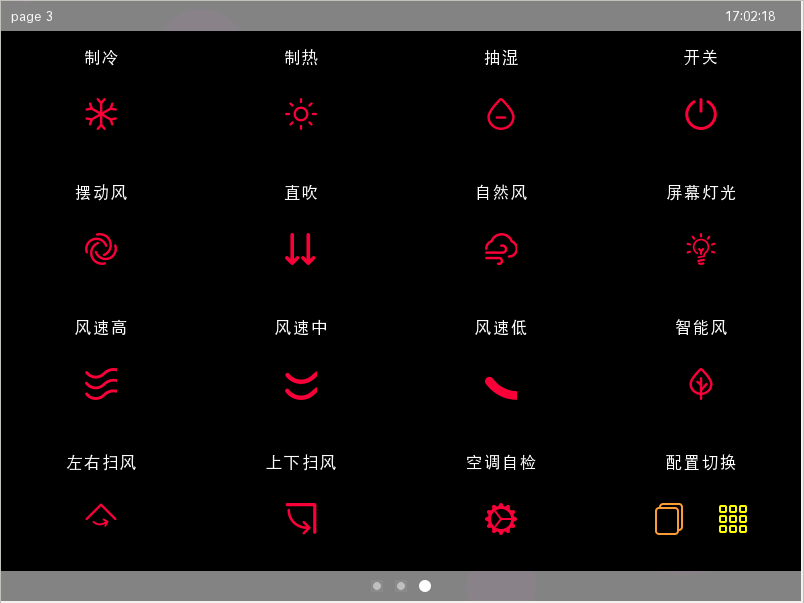 page 3 17:02:18
制冷 制热 抽湿 开关
摆动风 直吹 自然风 屏幕灯光
风速高 风速中 风速低 智能风
左右扫风 上下扫风 空调自检 配置切换